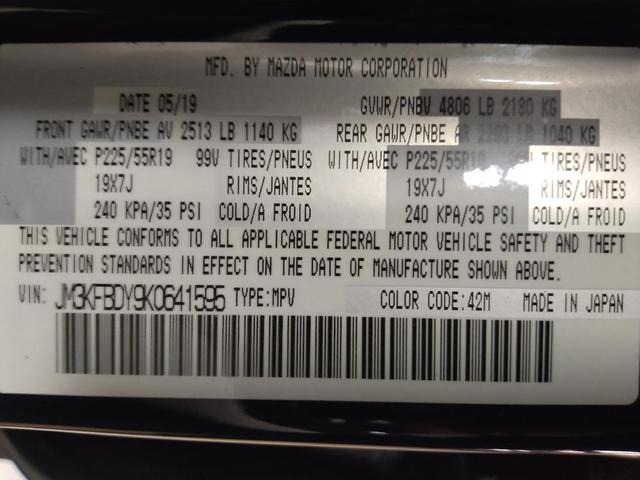 MFD. BY MAZDA MOTOR CORPORATION
DATE 05/19 GVWR/PNBV 4806 LB 2180 KG
FRONT GAWR/PNBE AV 2513 LB 1140 KG REAR GAWR/PNBE AR 2293 LB 1040 KG
WITH/AVEC P225/55R19 99V TIRES/PNEUS WITH/AVEC P225/55R19 TIRES/PNEUS
19X7J RIMS/JANTES 19X7J RIMS/JANTES
240 KPA/35 PSI COLD/A FROID 240 KPA/35 PSI COLD/A FROID
THIS VEHICLE CONFORMS TO ALL APPLICABLE FEDERAL MOTOR VEHICLE SAFETY AND THEFT
PREVENTION STANDARDS IN EFFECT ON THE DATE OF MANUFACTURE SHOWN ABOVE.
VIN: JM3KFBDY9K0641595 TYPE:MPV COLOR CODE:42M MADE IN JAPAN